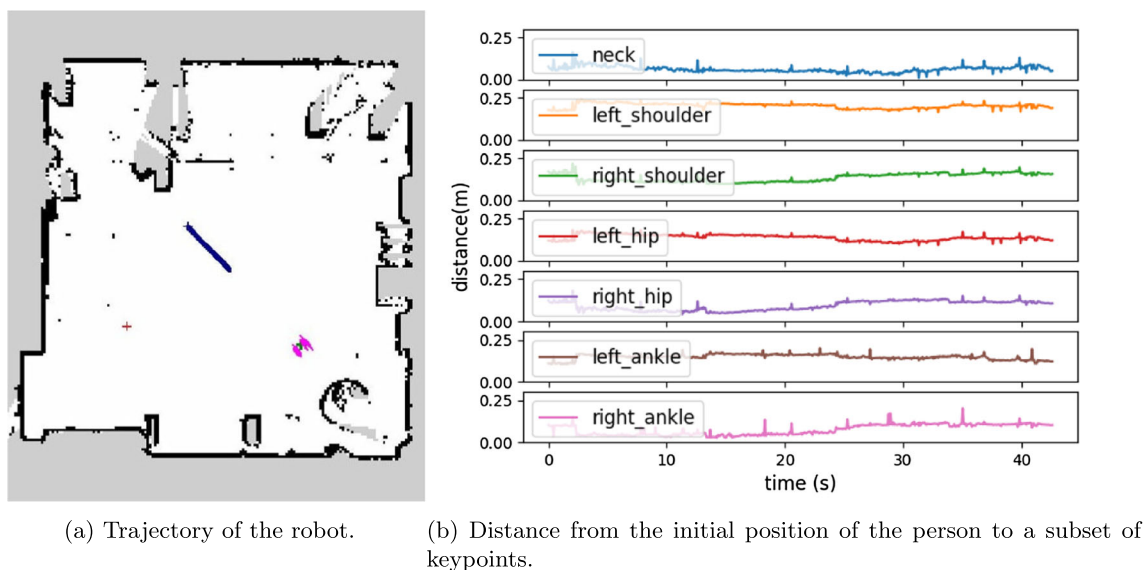 0.25
0.00
neck
0.25
0.00
left_shoulder
0.25
0.00
right_shoulder
0.25
0.00
left_hip
0.25
0.00
right_hip
0.25
0.00
left_ankle
0.25
0.00
right_ankle
distance(m)
0 10 20 30 40
time (s)
(a) Trajectory of the robot.
(b) Distance from the initial position of the person to a subset of
keypoints.